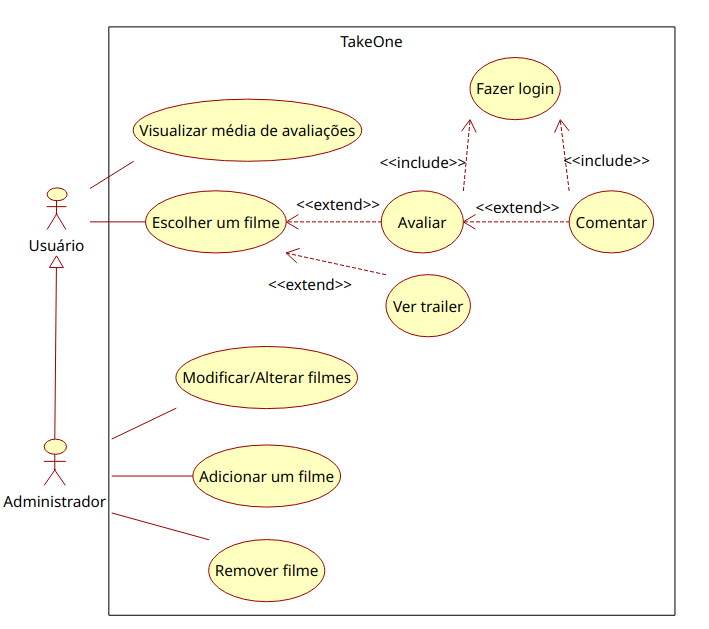 TakeOne
Fazer login
Visualizar média de avaliações
<<include>>
<<include>>
<<extend>>
<<extend>>
Usuário
Escolher um filme
Avaliar
Comentar
<<extend>>
Ver trailer
Modificar/Alterar filmes
Adicionar um filme
Administrador
Remover filme